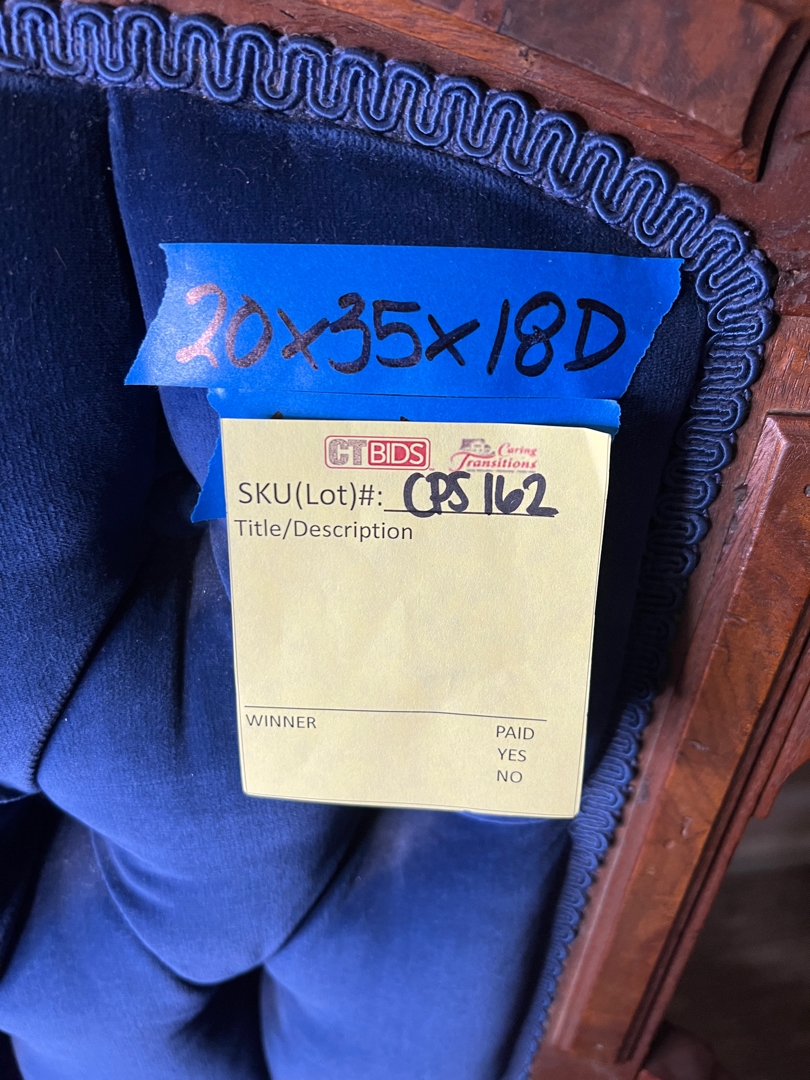 20x35x18D
CTBIDS Caring Transitions
SKU(Lot)#: CPS 162
Title/Description
WINNER PAID
YES
NO